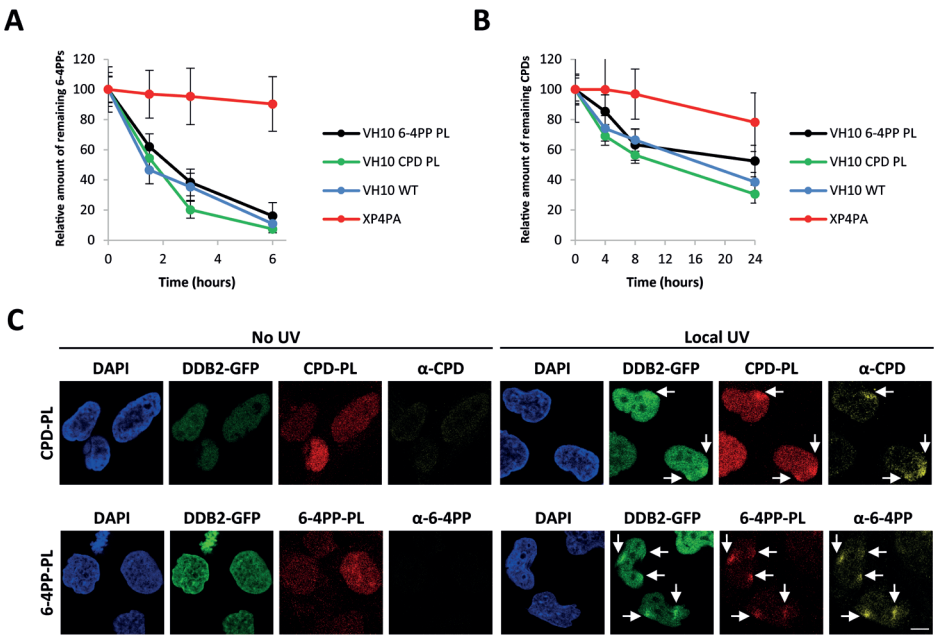 A
B
Relative amount of remaining 6-4PPs
120
100
80
60
40
20
0
0
2
4
6
Time (hours)
VH10 6-4PP PL
VH10 CPD PL
VH10 WT
XP4PA
Relative amount of remaining CPDs
120
100
80
60
40
20
0
0
4
8
12
16
20
24
Time (hours)
VH10 6-4PP PL
VH10 CPD PL
VH10 WT
XP4PA
C
No UV
Local UV
DAPI DDB2-GFP CPD-PL α-CPD DAPI DDB2-GFP CPD-PL α-CPD
CPD-PL
DAPI DDB2-GFP 6-4PP-PL α-6-4PP DAPI DDB2-GFP 6-4PP-PL α-6-4PP
6-4PP-PL